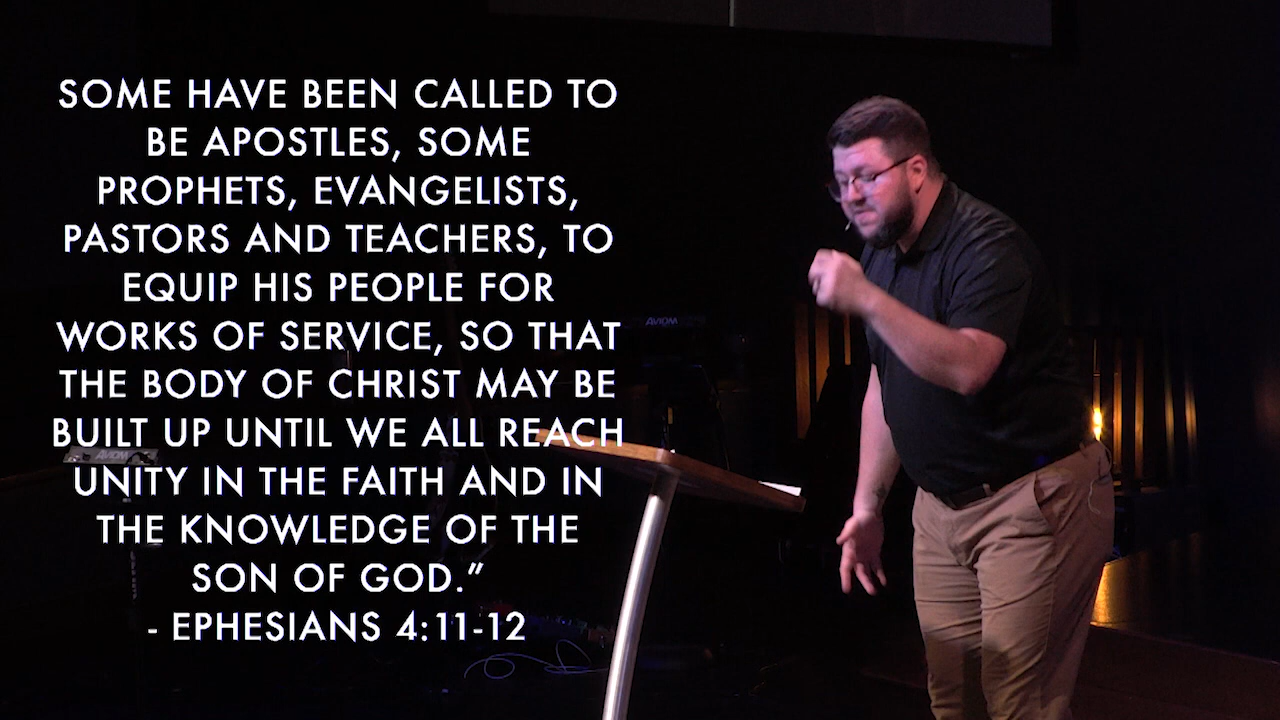 SOME HAVE BEEN CALLED TO
BE APOSTLES, SOME
PROPHETS, EVANGELISTS,
PASTORS AND TEACHERS, TO
EQUIP HIS PEOPLE FOR
WORKS OF SERVICE, SO THAT
THE BODY OF CHRIST MAY BE
BUILT UP UNTIL WE ALL REACH
UNITY IN THE FAITH AND IN
THE KNOWLEDGE OF THE
SON OF GOD.”
- EPHESIANS 4:11-12
AVIOM
AVIOM